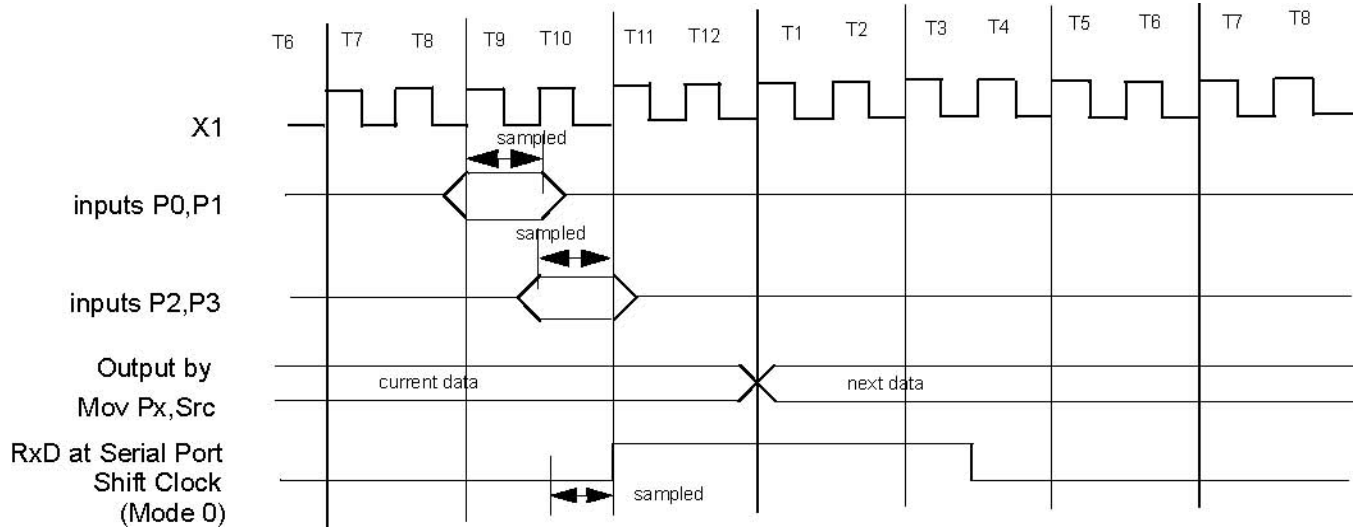 T6 T7 T8 T9 T10 T11 T12 T1 T2 T3 T4 T5 T6 T7 T8
X1
sampled
inputs P0,P1
sampled
inputs P2,P3
Output by
current data next data
Mov Px,Src
RxD at Serial Port
Shift Clock
sampled
(Mode 0)